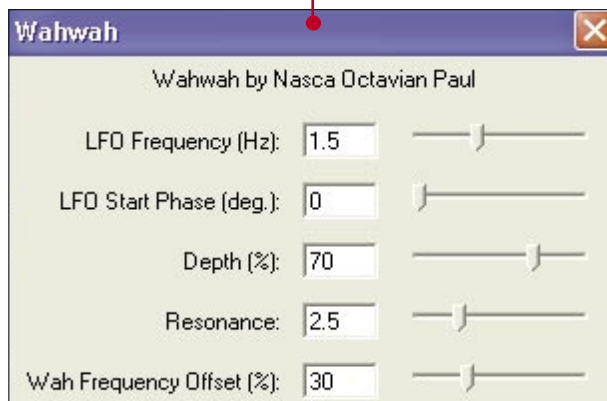 Wahwah
Wahwah by Nasca Octavian Paul
LFO Frequency (Hz): 1.5
LFO Start Phase (deg.): 0
Depth (%): 70
Resonance: 2.5
Wah Frequency Offset (%): 30